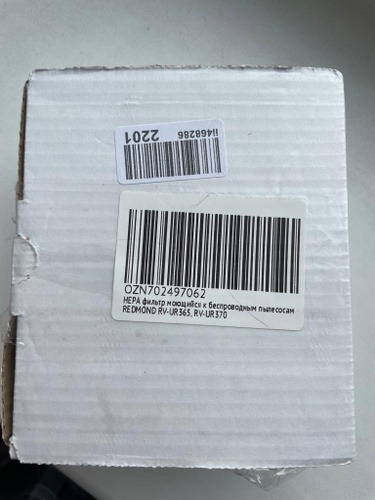 ii468286
2201
OZN702497062
HEPA фильтр моющийся к беспроводным пылесосам
REDMOND RV-UR365, RV-UR370